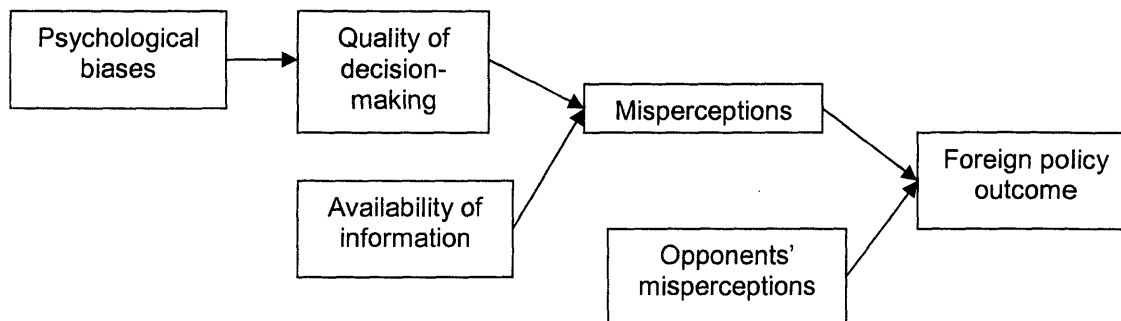 Psychological
biases
Quality of
decision-
making
Misperceptions
Availability of
information
Foreign policy
outcome
Opponents'
misperceptions